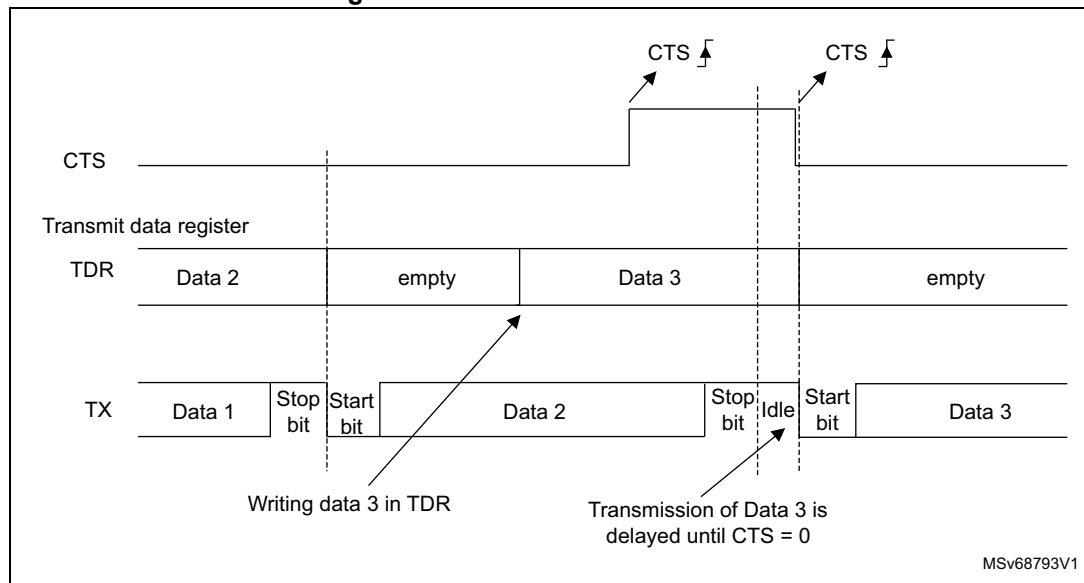 CTS CTS
CTS
Transmit data register
TDR Data 2 empty Data 3 empty
TX Data 1 Stop bit Start bit Data 2 Stop bit Idle Start bit Data 3
Writing data 3 in TDR
Transmission of Data 3 is
delayed until CTS = 0
MSv68793V1